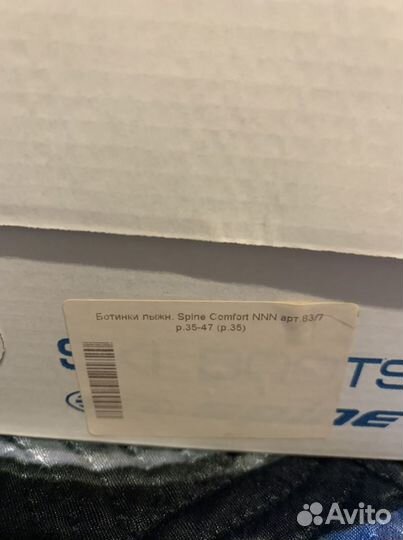 Ботинки лыжн. Spine Comfort NNN арт.83/7
р.35-47 (р.35)
Avito